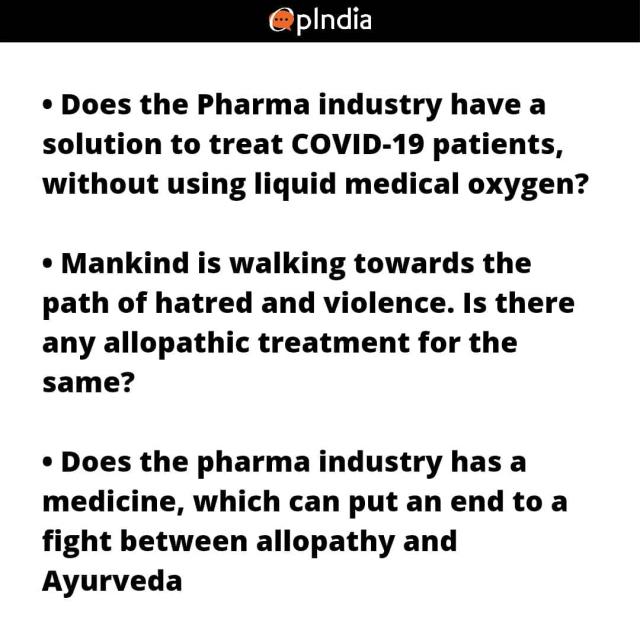 OpIndia
• Does the Pharma industry have a
solution to treat COVID-19 patients,
without using liquid medical oxygen?
• Mankind is walking towards the
path of hatred and violence. Is there
any allopathic treatment for the
same?
• Does the pharma industry has a
medicine, which can put an end to a
fight between allopathy and
Ayurveda